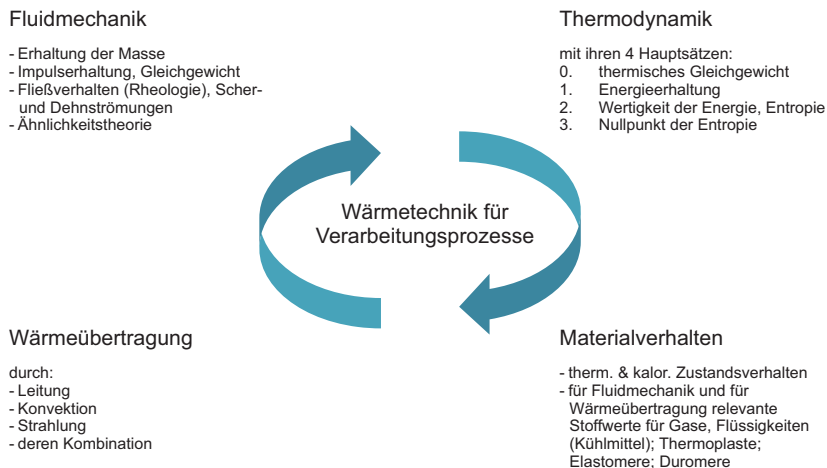 Fluidmechanik
- Erhaltung der Masse
- Impulserhaltung, Gleichgewicht
- Fließverhalten (Rheologie), Scher-
und Dehnströmungen
- Ähnlichkeitstheorie
Thermodynamik
mit ihren 4 Hauptsätzen:
0. thermisches Gleichgewicht
1. Energieerhaltung
2. Wertigkeit der Energie, Entropie
3. Nullpunkt der Entropie
Wärmetechnik für
Verarbeitungsprozesse
Wärmeübertragung
durch:
- Leitung
- Konvektion
- Strahlung
- deren Kombination
Materialverhalten
- therm. & kalor. Zustandsverhalten
- für Fluidmechanik und für
Wärmeübertragung relevante
Stoffwerte für Gase, Flüssigkeiten
(Kühlmittel); Thermoplaste;
Elastomere; Duromere